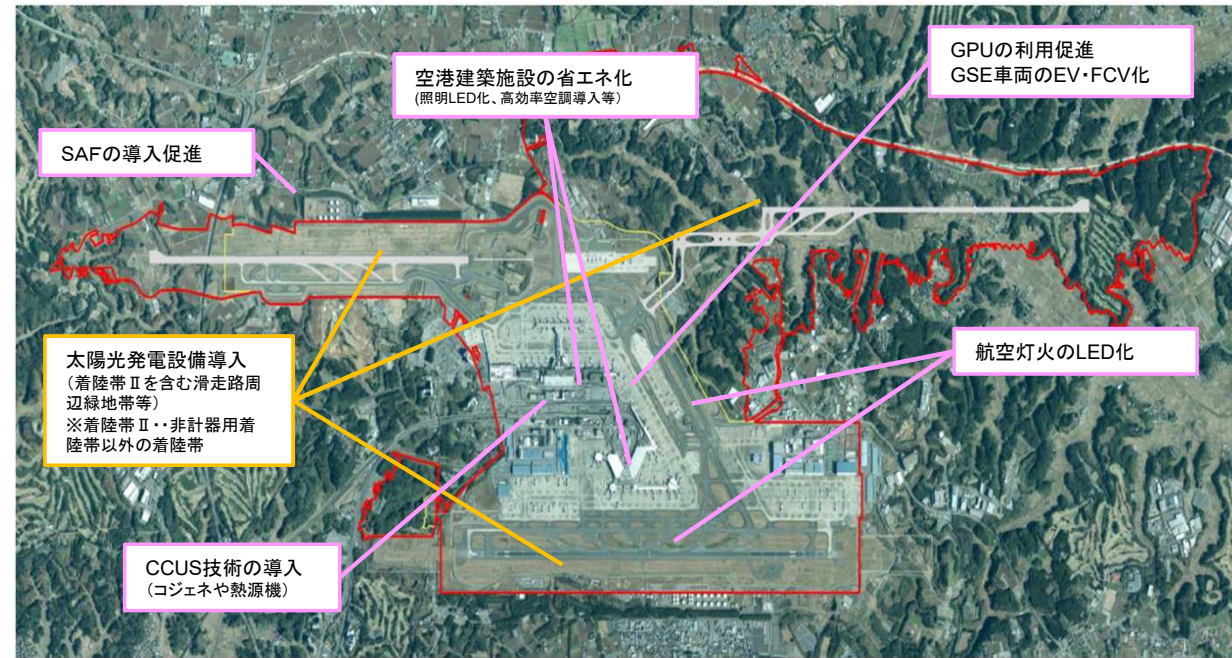 空港建築施設の省エネ化
(照明LED化、高効率空調導入等)
GPUの利用促進
GSE車両のEV・FCV化
SAFの導入促進
太陽光発電設備導入
（着陸帯Ⅱを含む滑走路周
辺緑地帯等）
※着陸帯Ⅱ・・非計器用着
陸帯以外の着陸帯
航空灯火のLED化
CCUS技術の導入
（コジェネや熱源機）